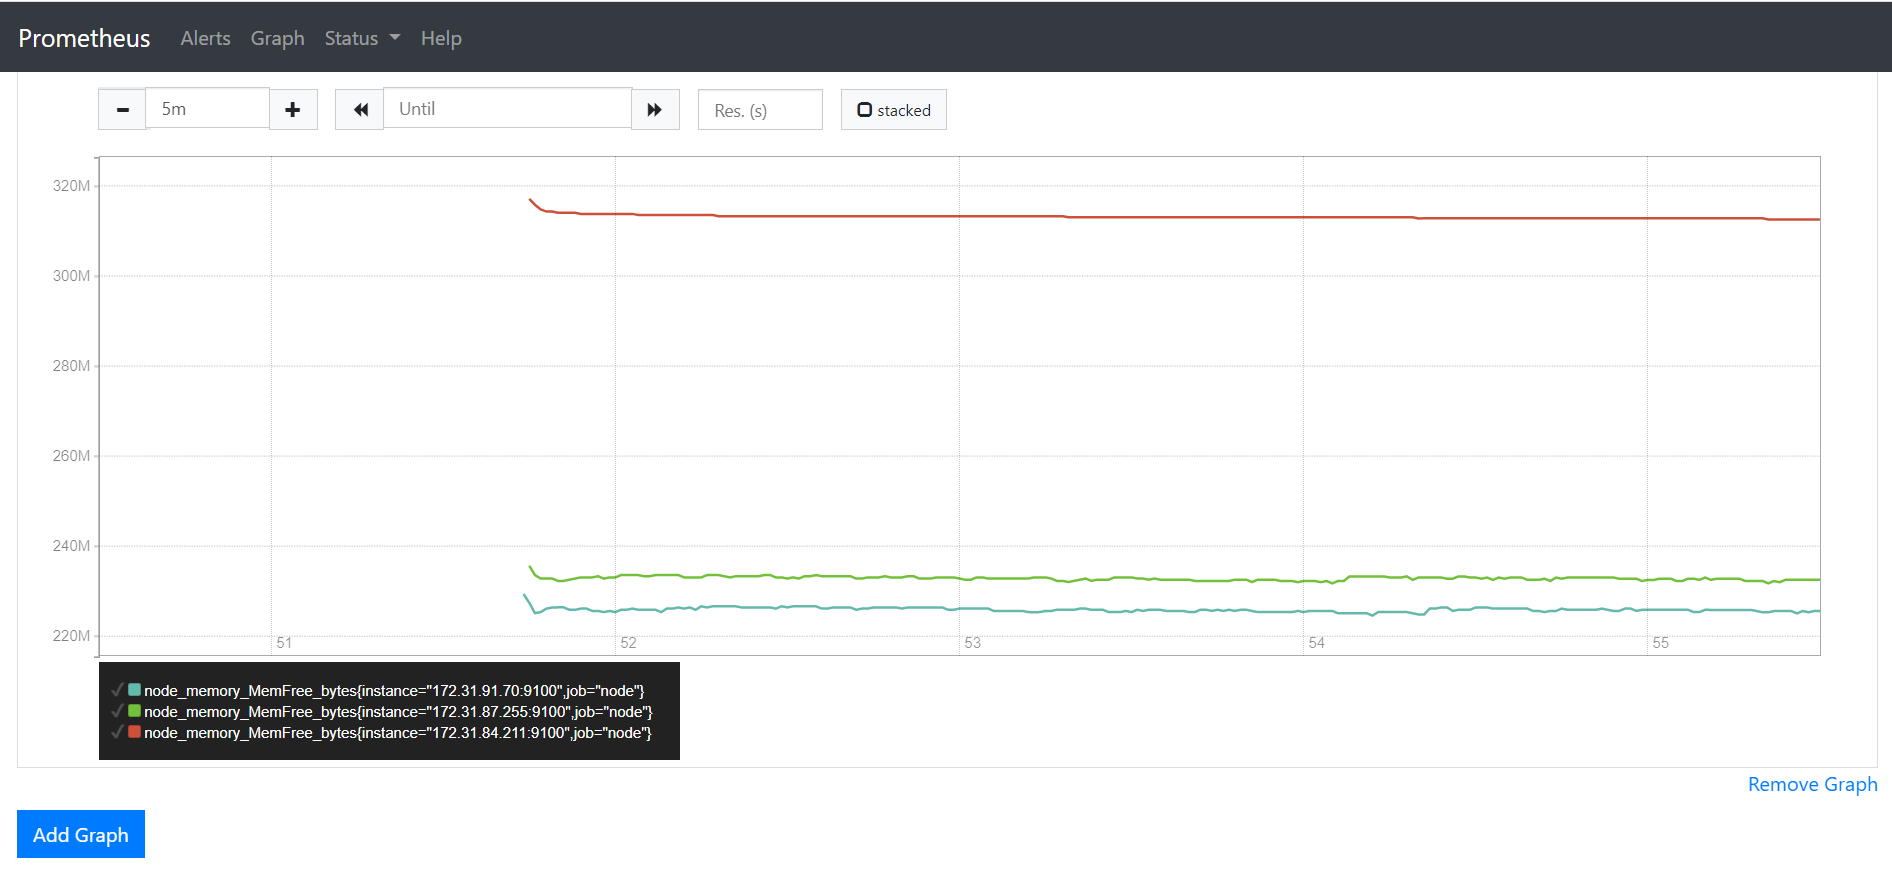 Prometheus Alerts Graph Status Help
5m Until Res. (s) stacked
320M
300M
280M
260M
240M
220M
51 52 53 54 55
node_memory_MemFree_bytes{instance="172.31.91.70:9100",job="node"}
node_memory_MemFree_bytes{instance="172.31.87.255:9100",job="node"}
node_memory_MemFree_bytes{instance="172.31.84.211:9100",job="node"}
Remove Graph
Add Graph